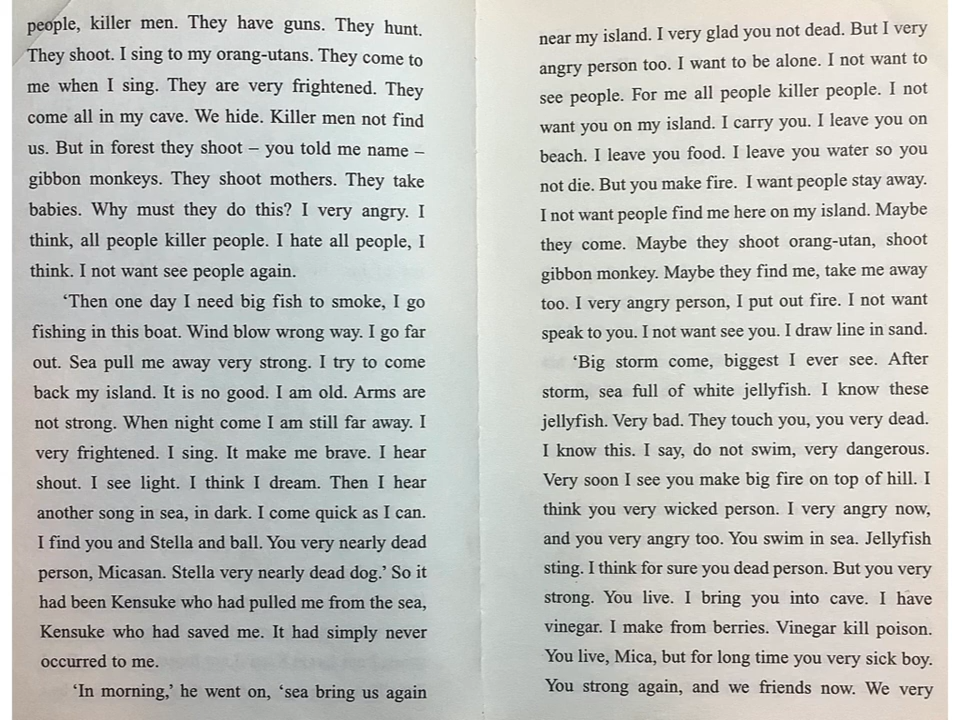 people, killer men. They have guns. They hunt.
They shoot. I sing to my orang-utans. They come to
me when I sing. They are very frightened. They
come all in my cave. We hide. Killer men not find
us. But in forest they shoot – you told me name –
gibbon monkeys. They shoot mothers. They take
babies. Why must they do this? I very angry. I
think, all people killer people. I hate all people, I
think. I not want see people again.
‘Then one day I need big fish to smoke, I go
fishing in this boat. Wind blow wrong way. I go far
out. Sea pull me away very strong. I try to come
back my island. It is no good. I am old. Arms are
not strong. When night come I am still far away. I
very frightened. I sing. It make me brave. I hear
shout. I see light. I think I dream. Then I hear
another song in sea, in dark. I come quick as I can.
I find you and Stella and ball. You very nearly dead
person, Micasan. Stella very nearly dead dog.’ So it
had been Kensuke who had pulled me from the sea,
Kensuke who had saved me. It had simply never
occurred to me.
‘In morning,’ he went on, ‘sea bring us again
near my island. I very glad you not dead. But I very
angry person too. I want to be alone. I not want to
see people. For me all people killer people. I not
want you on my island. I carry you. I leave you on
beach. I leave you food. I leave you water so you
not die. But you make fire. I want people stay away.
I not want people find me here on my island. Maybe
they come. Maybe they shoot orang-utan, shoot
gibbon monkey. Maybe they find me, take me away
too. I very angry person, I put out fire. I not want
speak to you. I not want see you. I draw line in sand.
‘Big storm come, biggest I ever see. After
storm, sea full of white jellyfish. I know these
jellyfish. Very bad. They touch you, you very dead.
I know this. I say, do not swim, very dangerous.
Very soon I see you make big fire on top of hill. I
think you very wicked person. I very angry now,
and you very angry too. You swim in sea. Jellyfish
sting. I think for sure you dead person. But you very
strong. You live. I bring you into cave. I have
vinegar. I make from berries. Vinegar kill poison.
You live, Mica, but for long time you very sick boy.
You strong again, and we friends now. We very